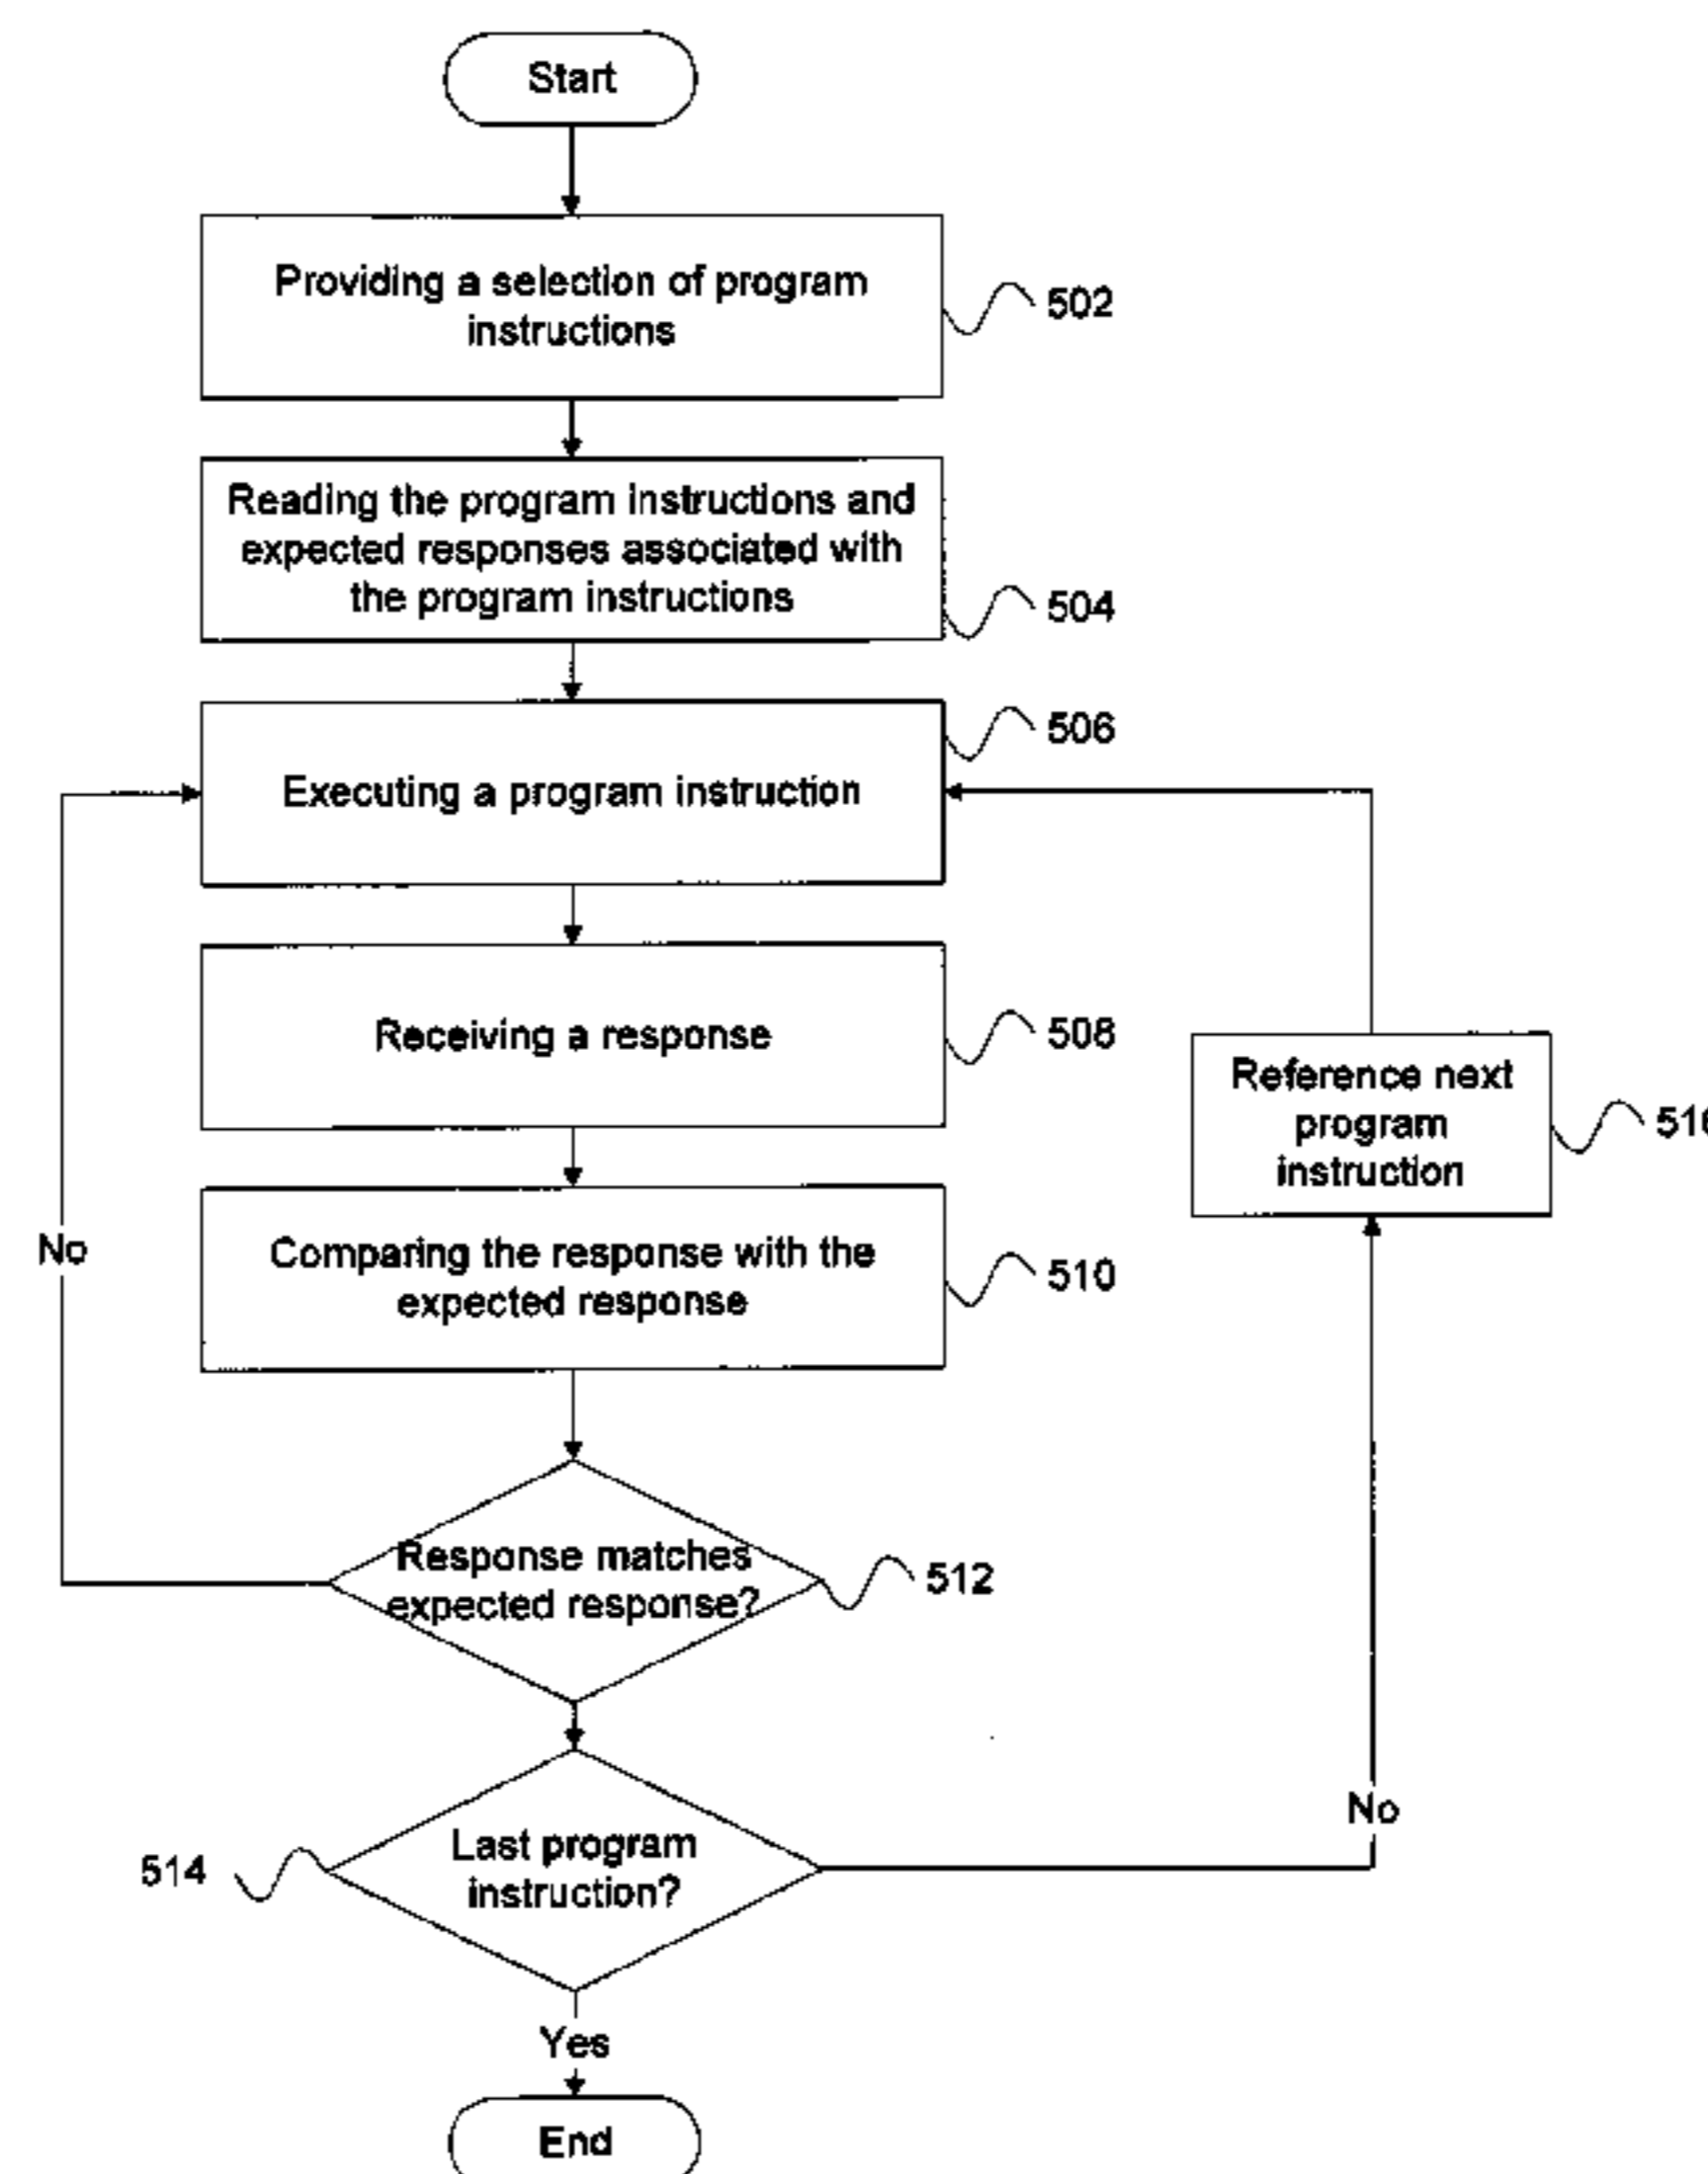 Start
Providing a selection of program
instructions
502
Reading the program instructions and
expected responses associated with
the program instructions
504
506
Executing a program instruction
Receiving a response
508
Reference next
program
instruction
No
Comparing the response with the
expected response
510
Response matches
expected response?
512
No
Last program
instruction?
514
Yes
End